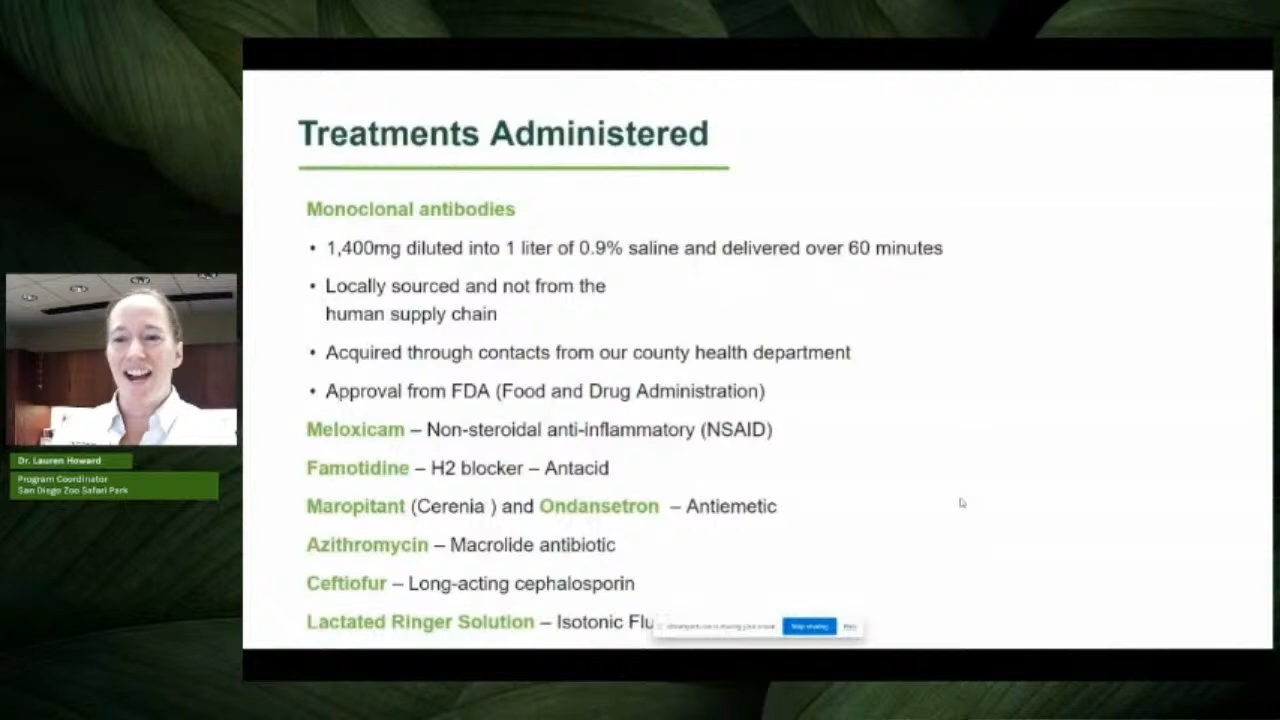 Treatments Administered
Monoclonal antibodies
• 1,400mg diluted into 1 liter of 0.9% saline and delivered over 60 minutes
• Locally sourced and not from the
human supply chain
• Acquired through contacts from our county health department
• Approval from FDA (Food and Drug Administration)
Meloxicam – Non-steroidal anti-inflammatory (NSAID)
Famotidine – H2 blocker – Antacid
Maropitant (Cerenia ) and Ondansetron – Antiemetic
Azithromycin – Macrolide antibiotic
Ceftiofur – Long-acting cephalosporin
Lactated Ringer Solution – Isotonic Flu
Stop sharing
Dr. Lauren Howard
Program Coordinator
San Diego Zoo Safari Park